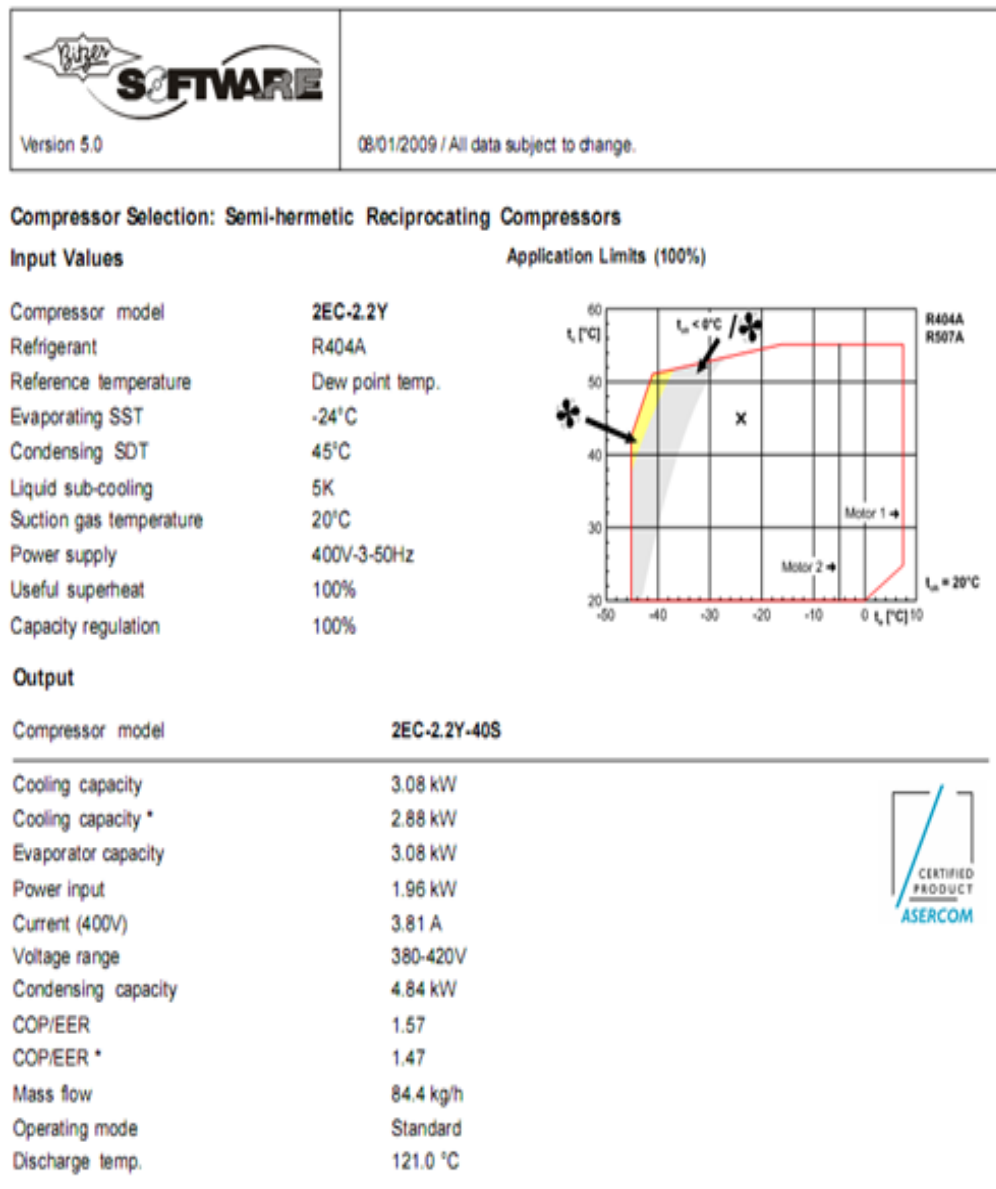 Bitzer
SOFTWARE
Version 5.0
08/01/2009 / All data subject to change.
Compressor Selection: Semi-hermetic Reciprocating Compressors
Input Values
Application Limits (100%)
Compressor model 2EC-2.2Y
Refrigerant R404A
Reference temperature Dew point temp.
Evaporating SST -24°C
Condensing SDT 45°C
Liquid sub-cooling 5K
Suction gas temperature 20°C
Power supply 400V-3-50Hz
Useful superheat 100%
Capacity regulation 100%
60
tc [°C]
50
40
30
20
-50 -40 -30 -20 -10 0 to [°C] 10
toh < 0°C /
R404A
R507A
Motor 1
Motor 2
toh = 20°C
Output
Compressor model 2EC-2.2Y-40S
Cooling capacity 3.08 kW
Cooling capacity * 2.88 kW
Evaporator capacity 3.08 kW
Power input 1.96 kW
Current (400V) 3.81 A
Voltage range 380-420V
Condensing capacity 4.84 kW
COP/EER 1.57
COP/EER * 1.47
Mass flow 84.4 kg/h
Operating mode Standard
Discharge temp. 121.0 °C
CERTIFIED
PRODUCT
ASERCOM